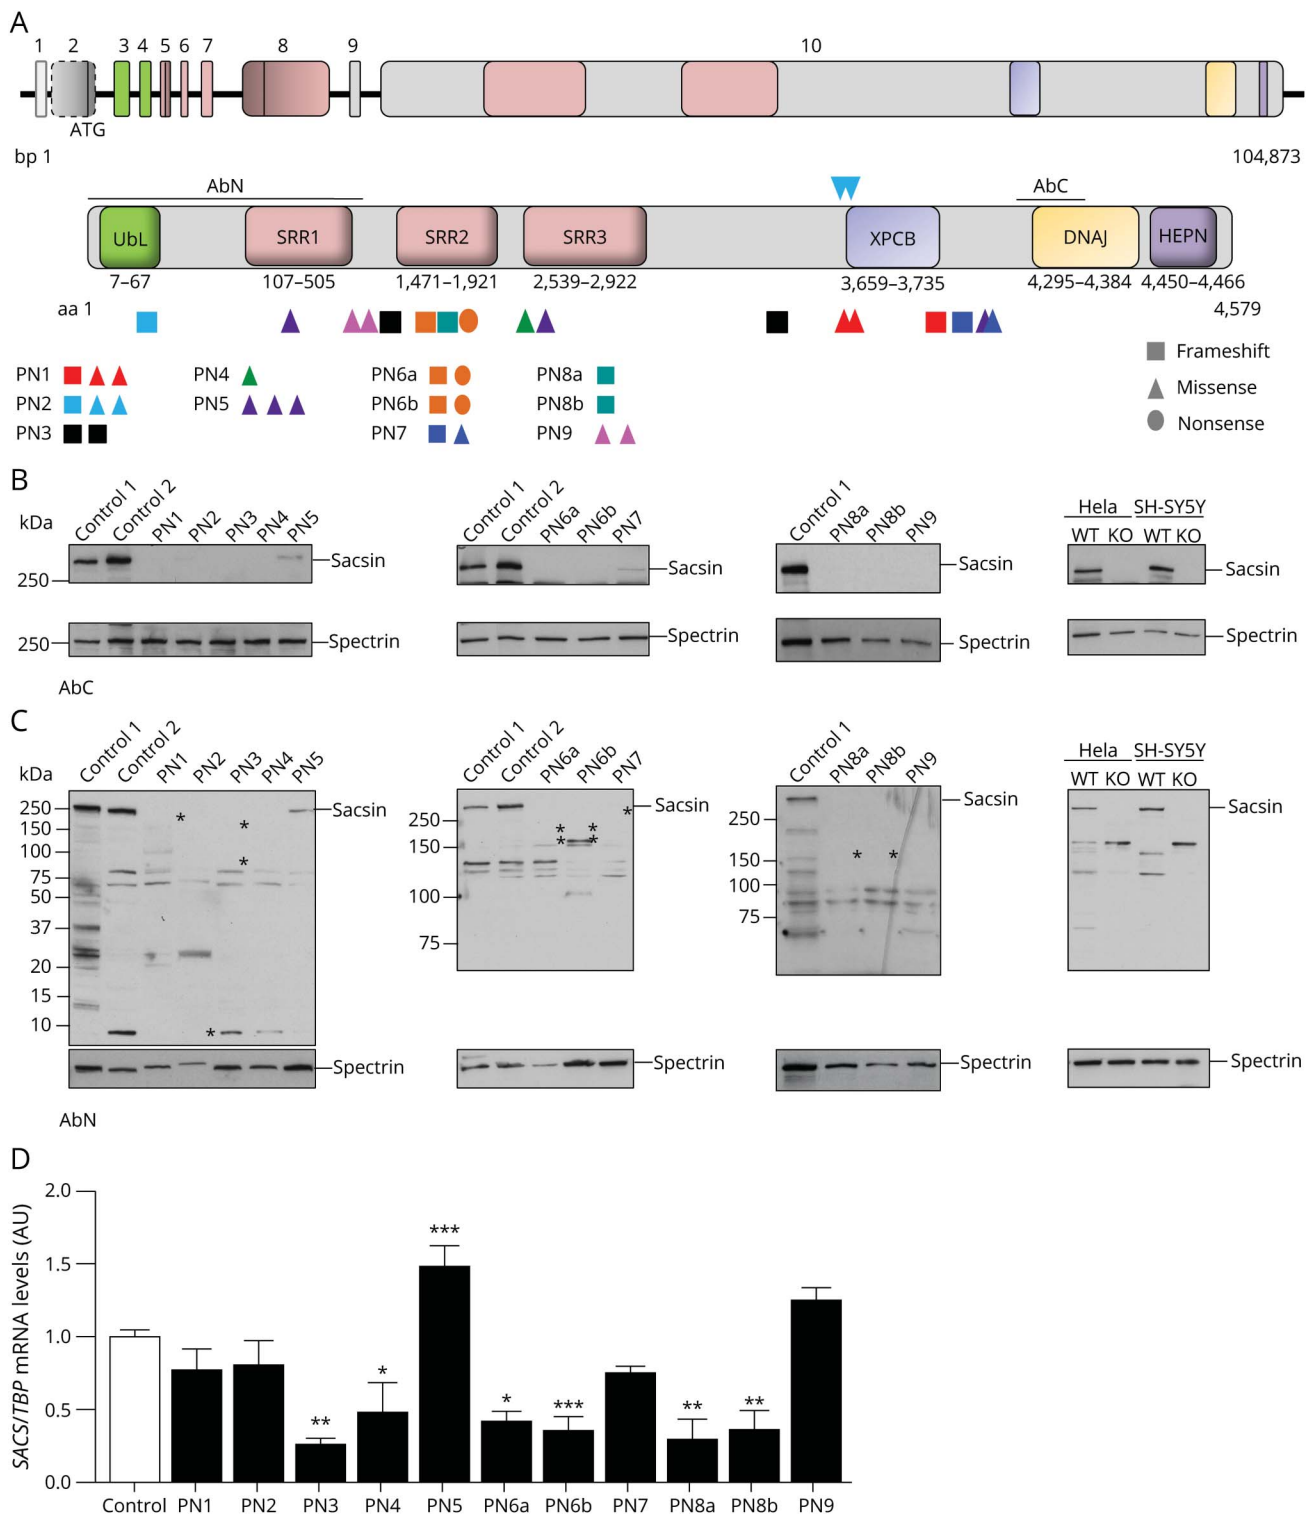 A
1 2 3 4 5 6 7 8 9 10
ATG
bp 1 104,873
AbN AbC
UbL SRR1 SRR2 SRR3 XPCB DNAJ HEPN
7–67 107–505 1,471–1,921 2,539–2,922 3,659–3,735 4,295–4,384 4,450–4,466
aa 1 4,579
PN1 PN4 PN6a PN8a
PN2 PN5 PN6b PN8b
PN3 PN7 PN9
Frameshift
Missense
Nonsense
B
kDa Control 1 Control 2 PN1 PN2 PN3 PN4 PN5
Sacsin
250
250 Spectrin
Control 1 Control 2 PN6a PN6b PN7
Sacsin
Spectrin
Control 1 PN8a PN8b PN9
Sacsin
Spectrin
Hela SH-SY5Y
WT KO WT KO
Sacsin
Spectrin
AbC
C
kDa Control 1 Control 2 PN1 PN2 PN3 PN4 PN5
250 Sacsin
150 * *
100 *
75
50
37
20
15
10 *
Spectrin
Control 1 Control 2 PN6a PN6b PN7
Sacsin
250 * * *
150 * *
100
75
Spectrin
Control 1 PN8a PN8b PN9
Sacsin
250
150 * *
100
75
Spectrin
Hela SH-SY5Y
WT KO WT KO
Sacsin
Spectrin
AbN
D
SACS/TBP mRNA levels (AU)
2.0
1.5
1.0
0.5
0.0
** * *** * *** ** **
Control PN1 PN2 PN3 PN4 PN5 PN6a PN6b PN7 PN8a PN8b PN9